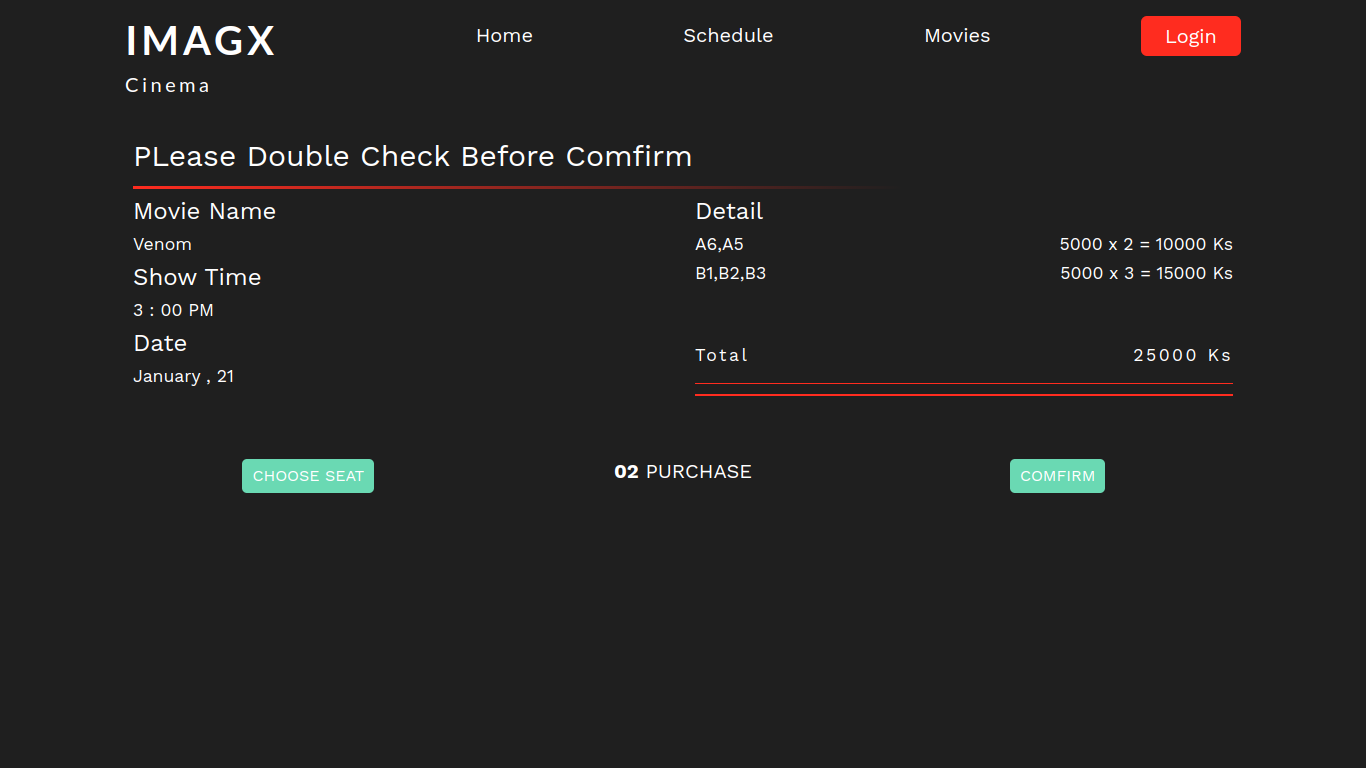 IMAGX
Cinema
Home
Schedule
Movies
Login
PLease Double Check Before Comfirm
Movie Name
Venom
Show Time
3 : 00 PM
Date
January , 21
Detail
A6,A5 5000 x 2 = 10000 Ks
B1,B2,B3 5000 x 3 = 15000 Ks
Total 25000 Ks
CHOOSE SEAT
02 PURCHASE
COMFIRM